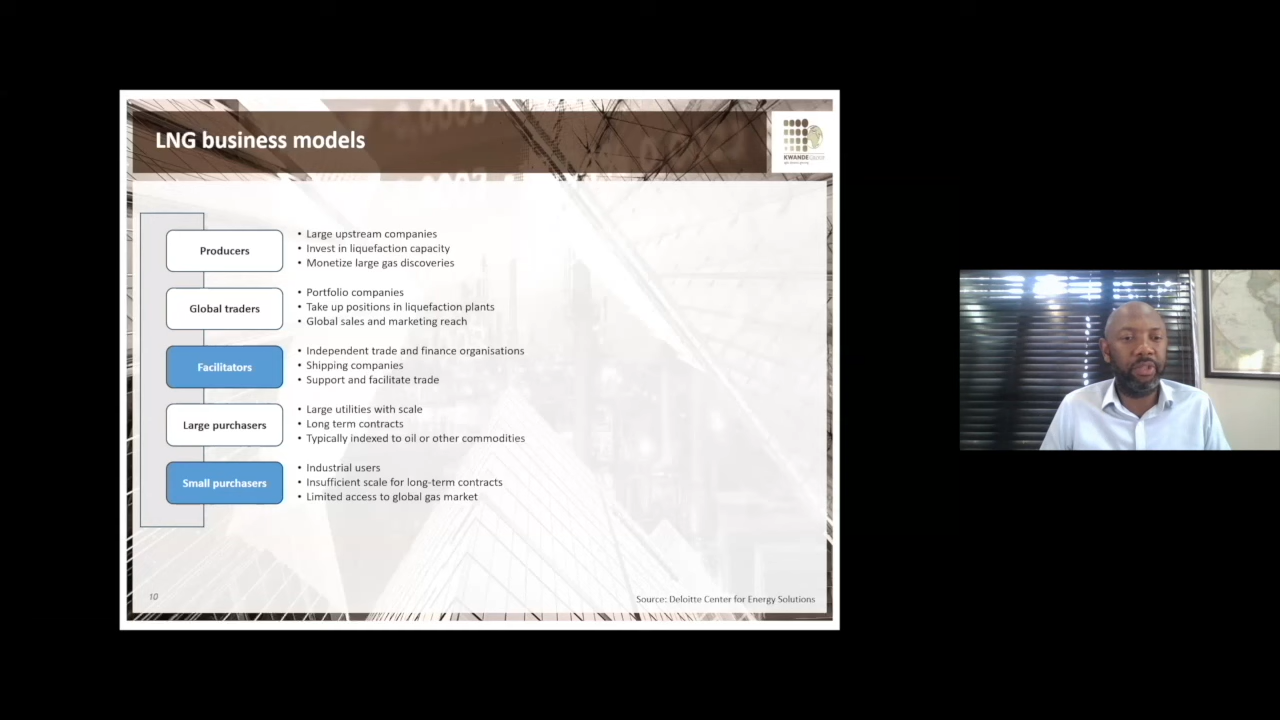 LNG business models
KWANDE
Producers
• Large upstream companies
• Invest in liquefaction capacity
• Monetize large gas discoveries
Global traders
• Portfolio companies
• Take up positions in liquefaction plants
• Global sales and marketing reach
Facilitators
• Independent trade and finance organisations
• Shipping companies
• Support and facilitate trade
Large purchasers
• Large utilities with scale
• Long term contracts
• Typically indexed to oil or other commodities
Small purchasers
• Industrial users
• Insufficient scale for long-term contracts
• Limited access to global gas market
10
Source: Deloitte Center for Energy Solutions